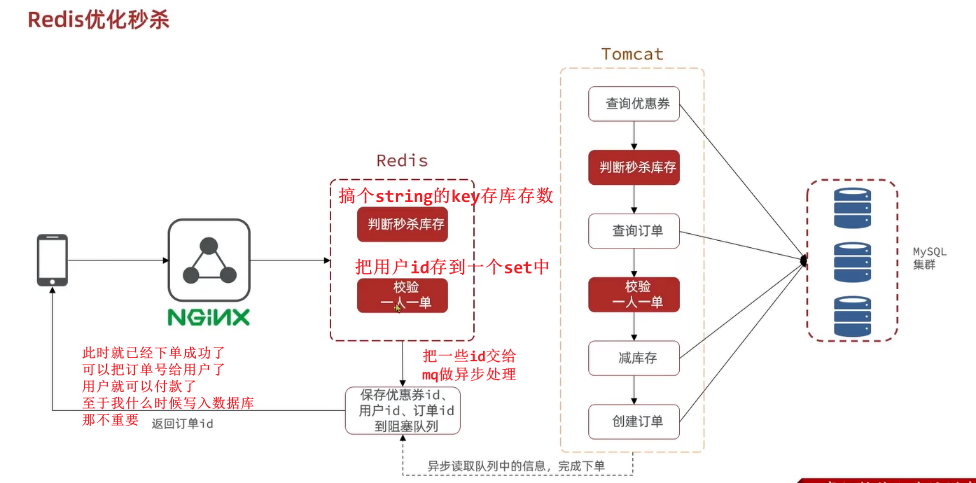 Redis优化秒杀
Tomcat
查询优惠券
判断秒杀库存
查询订单
校验
一人一单
减库存
创建订单
Redis
搞个string的key存库存数
判断秒杀库存
把用户id存到一个set中
校验
一人一单
NGINX
MySQL
集群
此时就已经下单成功了
可以把订单号给用户了
用户就可以付款了
至于我什么时候写入数据库
那不重要
返回订单id
把一些id交给
mq做异步处理
保存优惠券id、
用户id、订单id
到阻塞队列
异步读取队列中的信息，完成下单